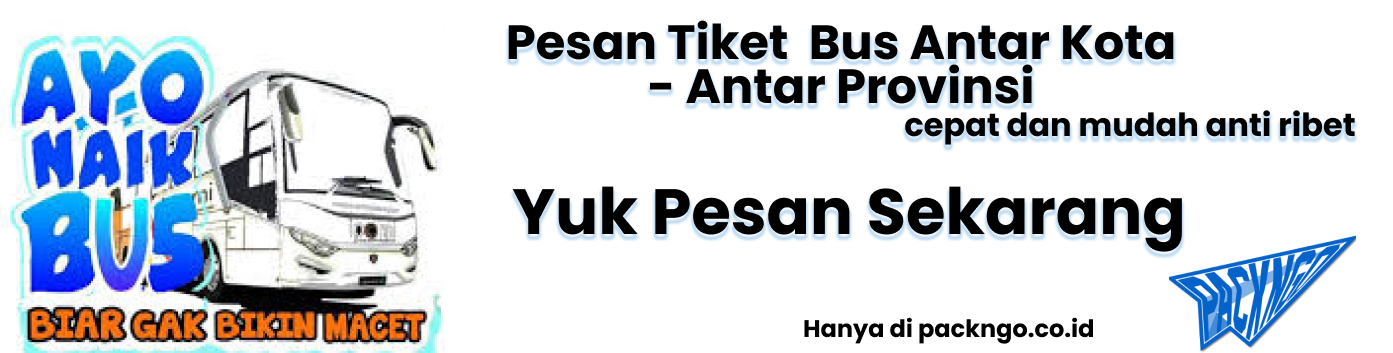 AYO
NAIK
BUS
BIAR GAK BIKIN MACET
Pesan Tiket Bus Antar Kota
- Antar Provinsi
cepat dan mudah anti ribet
Yuk Pesan Sekarang
PACKNGO
Hanya di packngo.co.id